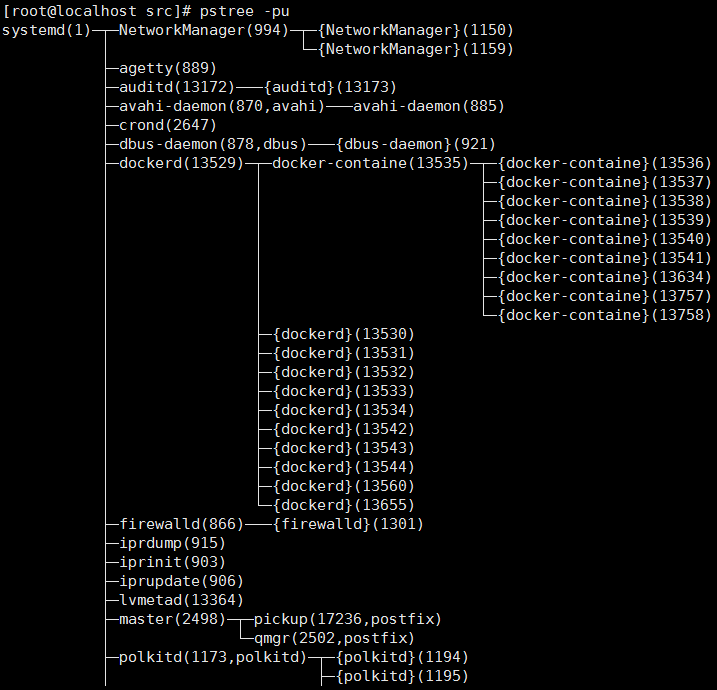 [root@localhost src]# pstree -pu
systemd(1)─┬─NetworkManager(994)─┬─{NetworkManager}(1150)
           │                     └─{NetworkManager}(1159)
           ├─agetty(889)
           ├─auditd(13172)───{auditd}(13173)
           ├─avahi-daemon(870,avahi)───avahi-daemon(885)
           ├─crond(2647)
           ├─dbus-daemon(878,dbus)───{dbus-daemon}(921)
           ├─dockerd(13529)─┬─docker-containe(13535)─┬─{docker-containe}(13536)
           │                │                        ├─{docker-containe}(13537)
           │                │                        ├─{docker-containe}(13538)
           │                │                        ├─{docker-containe}(13539)
           │                │                        ├─{docker-containe}(13540)
           │                │                        ├─{docker-containe}(13541)
           │                │                        ├─{docker-containe}(13634)
           │                │                        ├─{docker-containe}(13757)
           │                │                        └─{docker-containe}(13758)
           │                ├─{dockerd}(13530)
           │                ├─{dockerd}(13531)
           │                ├─{dockerd}(13532)
           │                ├─{dockerd}(13533)
           │                ├─{dockerd}(13534)
           │                ├─{dockerd}(13542)
           │                ├─{dockerd}(13543)
           │                ├─{dockerd}(13544)
           │                ├─{dockerd}(13560)
           │                └─{dockerd}(13655)
           ├─firewalld(866)───{firewalld}(1301)
           ├─iprdump(915)
           ├─iprinit(903)
           ├─iprupdate(906)
           ├─lvmetad(13364)
           ├─master(2498)─┬─pickup(17236,postfix)
           │              └─qmgr(2502,postfix)
           ├─polkitd(1173,polkitd)─┬─{polkitd}(1194)
           │                       ├─{polkitd}(1195)